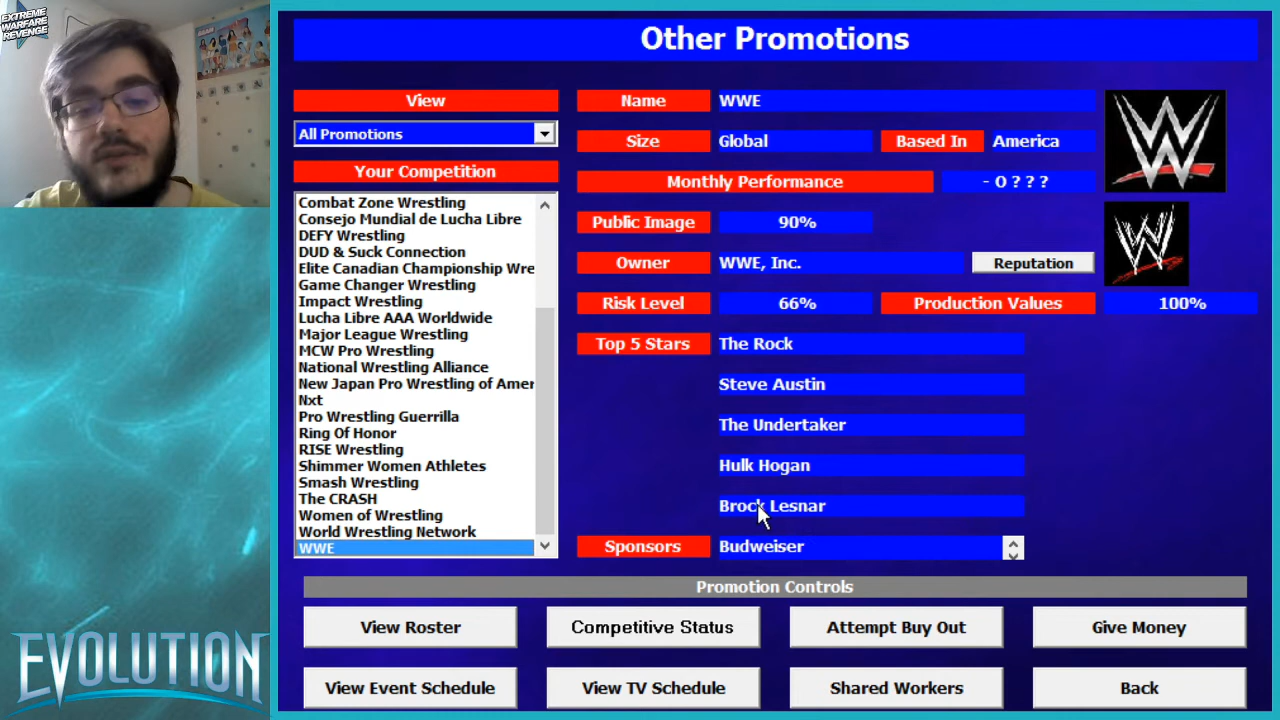 EXTREME
WARFARE
REVENGE
Other Promotions
View
All Promotions
Your Competition
Combat Zone Wrestling
Consejo Mundial de Lucha Libre
DEFY Wrestling
DUD & Suck Connection
Elite Canadian Championship Wre
Game Changer Wrestling
Impact Wrestling
Lucha Libre AAA Worldwide
Major League Wrestling
MCW Pro Wrestling
National Wrestling Alliance
New Japan Pro Wrestling of Amer
Nxt
Pro Wrestling Guerrilla
Ring Of Honor
RISE Wrestling
Shimmer Women Athletes
Smash Wrestling
The CRASH
Women of Wrestling
World Wrestling Network
WWE
Name WWE
Size Global Based In America
Monthly Performance - 0 ? ? ?
Public Image 90%
Owner WWE, Inc. Reputation
Risk Level 66% Production Values 100%
Top 5 Stars The Rock
Steve Austin
The Undertaker
Hulk Hogan
Brock Lesnar
Sponsors Budweiser
Promotion Controls
View Roster Competitive Status Attempt Buy Out Give Money
View Event Schedule View TV Schedule Shared Workers Back
EVOLUTION